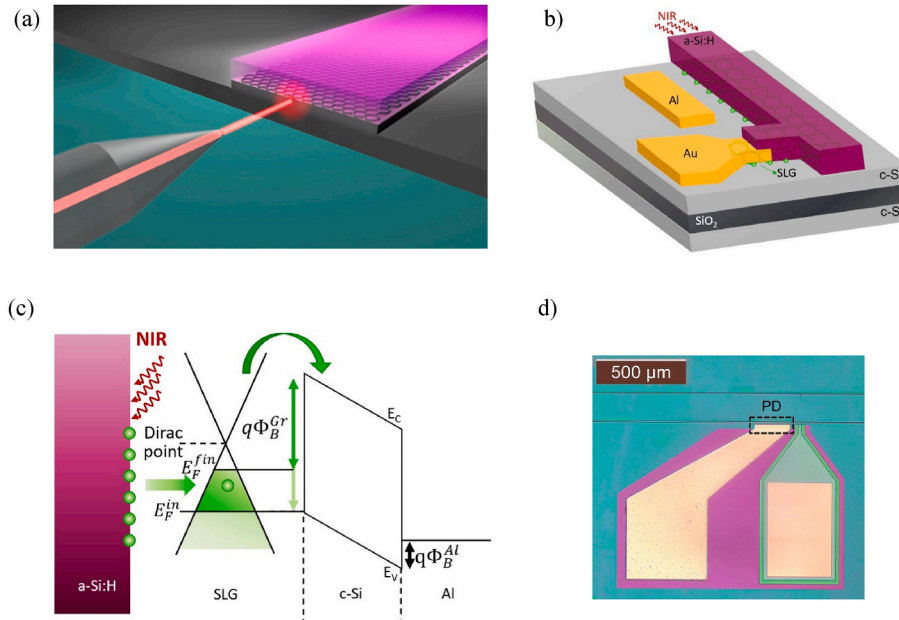 (a)
b)
NIR
a-Si:H
Al
Au
SLG
c-S
SiO2
c-S
(c)
NIR
Dirac
point
qΦ_B^Gr
E_C
E_F^fin
E_F^in
qΦ_B^Al
E_V
a-Si:H
SLG
c-Si
Al
d)
500 μm
PD